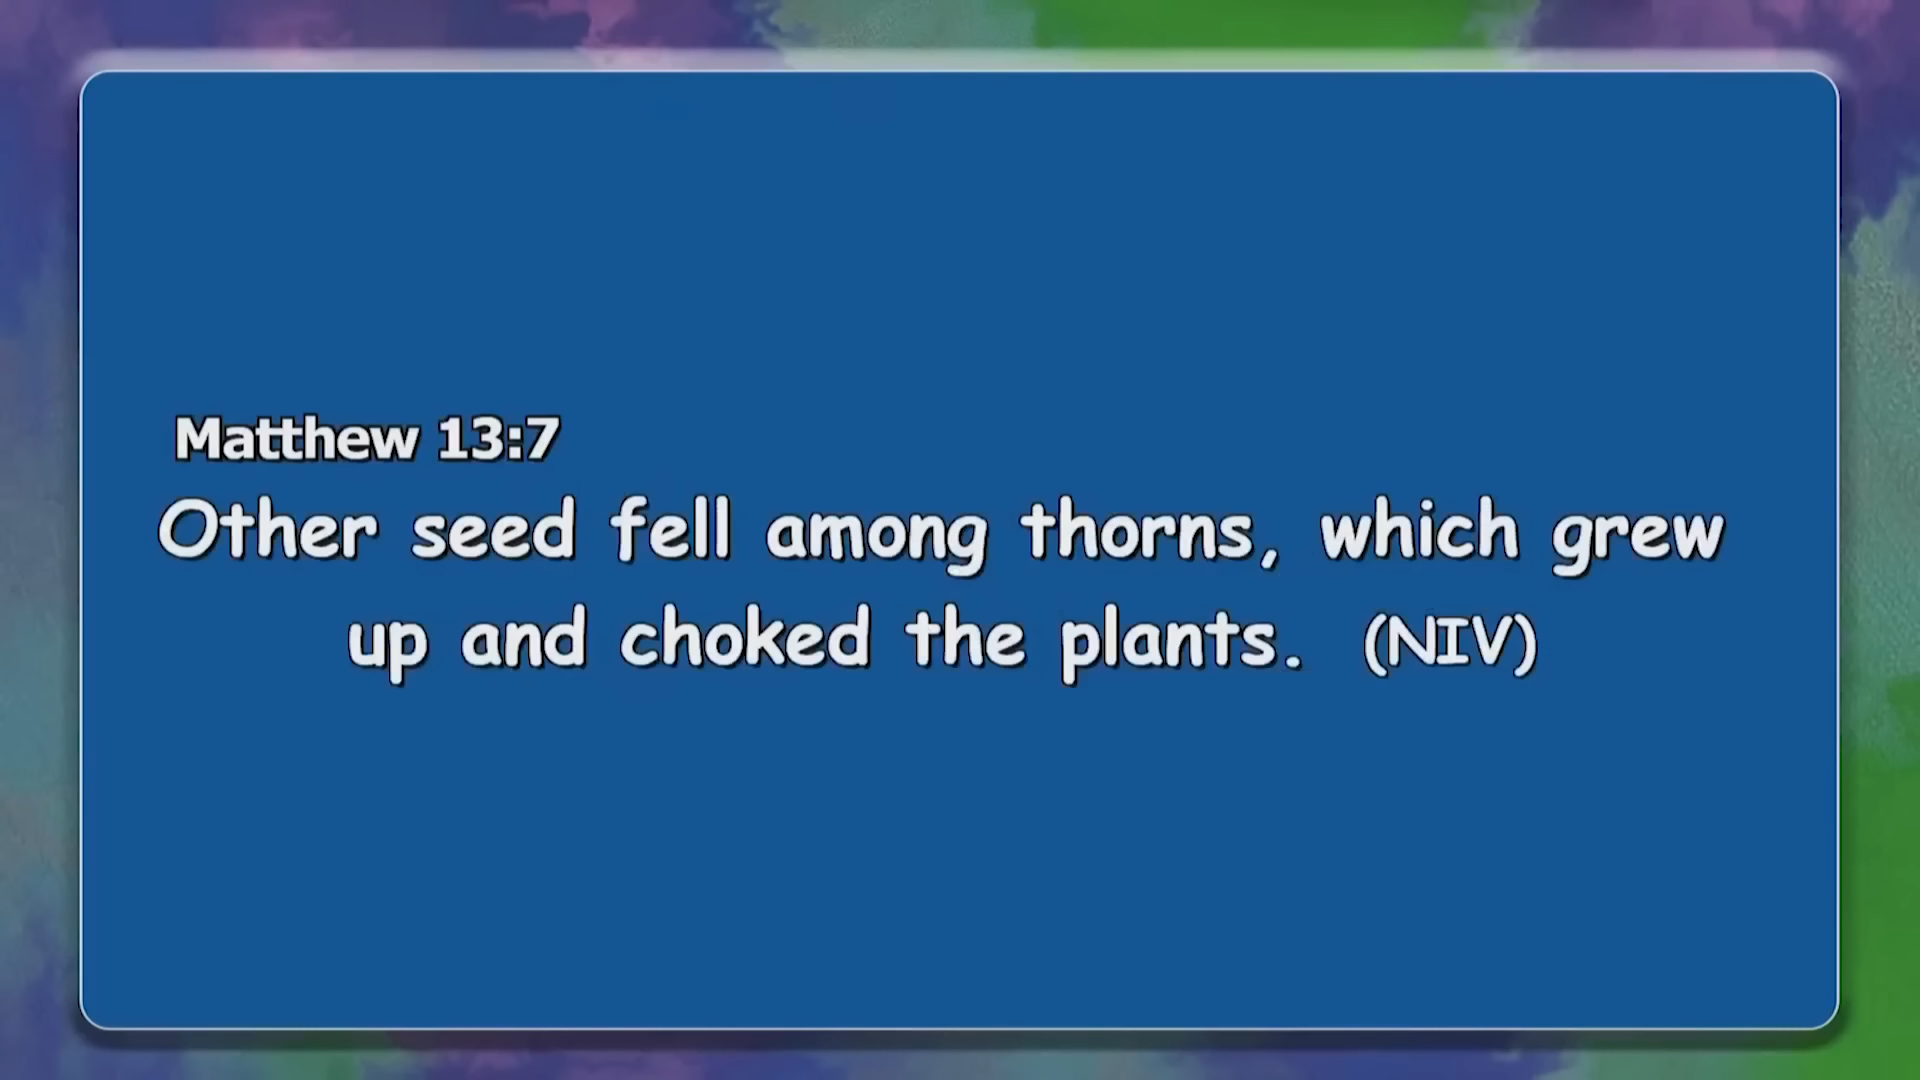 Matthew 13:7
Other seed fell among thorns, which grew
up and choked the plants. (NIV)